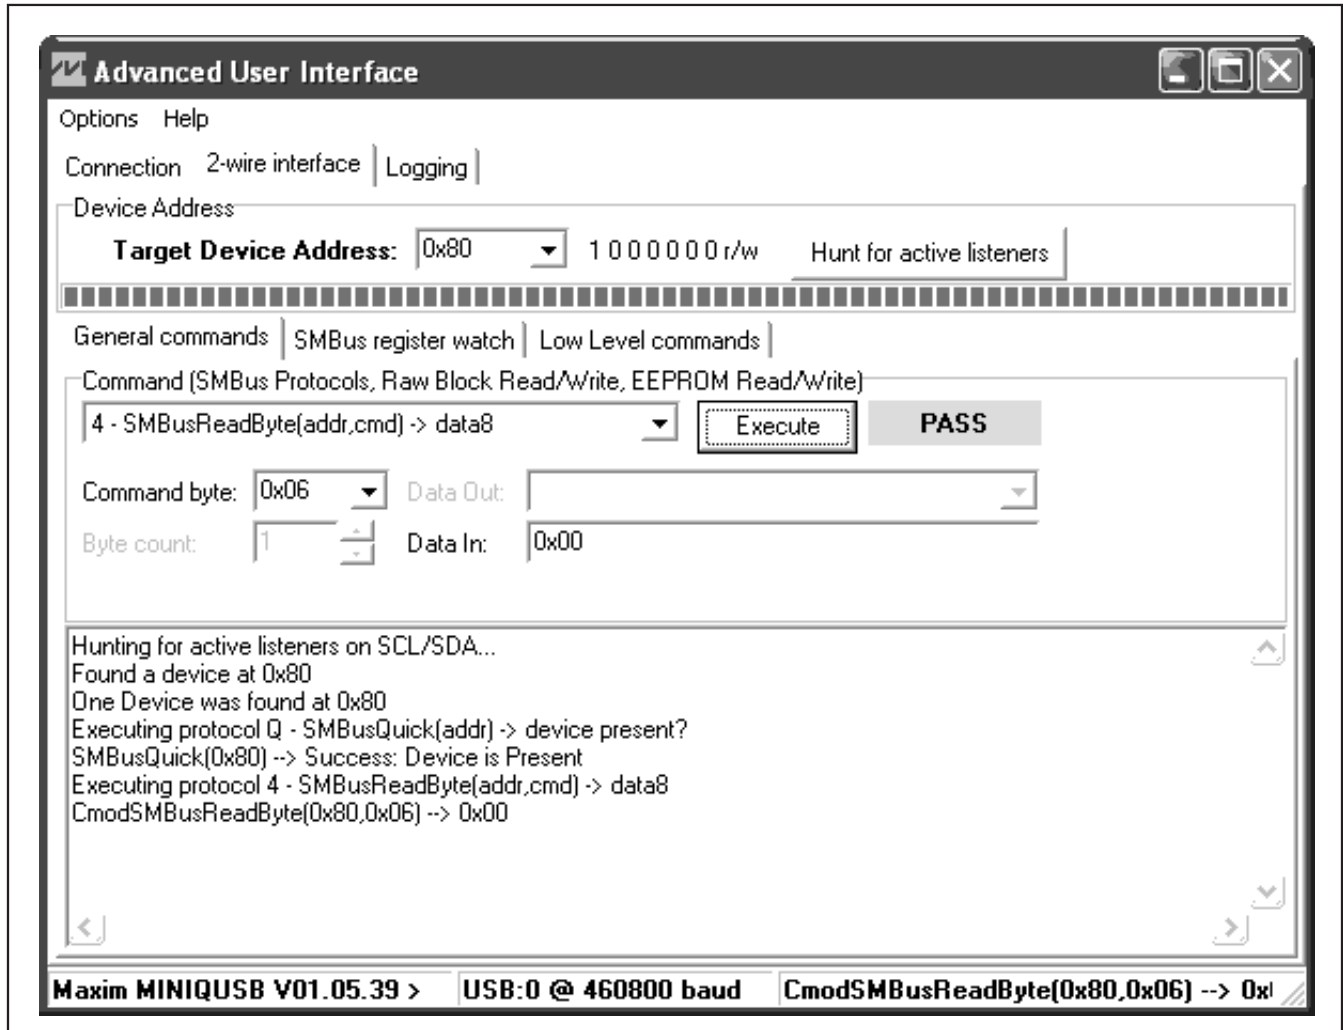 Advanced User Interface
Options Help
Connection 2-wire interface Logging
Device Address
Target Device Address: 0x80 1 0 0 0 0 0 0 r/w Hunt for active listeners
General commands SMBus register watch Low Level commands
Command (SMBus Protocols, Raw Block Read/Write, EEPROM Read/Write)
4 - SMBusReadByte(addr,cmd) -> data8 Execute PASS
Command byte: 0x06 Data Out:
Byte count: 1 Data In: 0x00
Hunting for active listeners on SCL/SDA...
Found a device at 0x80
One Device was found at 0x80
Executing protocol Q - SMBusQuick(addr) -> device present?
SMBusQuick(0x80) --> Success: Device is Present
Executing protocol 4 - SMBusReadByte(addr,cmd) -> data8
CmodSMBusReadByte(0x80,0x06) --> 0x00
Maxim MINIQUSB V01.05.39 > USB:0 @ 460800 baud CmodSMBusReadByte(0x80,0x06) --> 0x